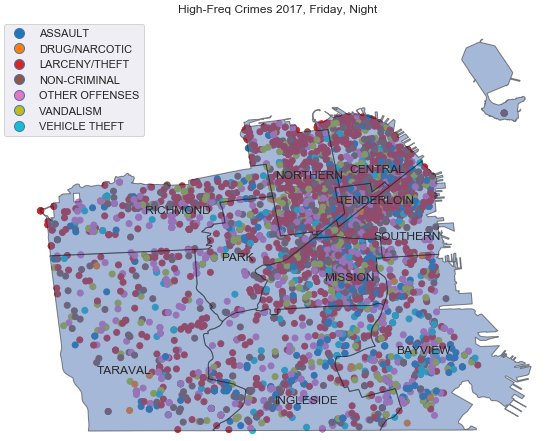 High-Freq Crimes 2017, Friday, Night
ASSAULT
DRUG/NARCOTIC
LARCENY/THEFT
NON-CRIMINAL
OTHER OFFENSES
VANDALISM
VEHICLE THEFT
CENTRAL
NORTHERN
TENDERLOIN
RICHMOND
SOUTHERN
PARK
MISSION
BAYVIEW
TARAVAL
INGLESIDE